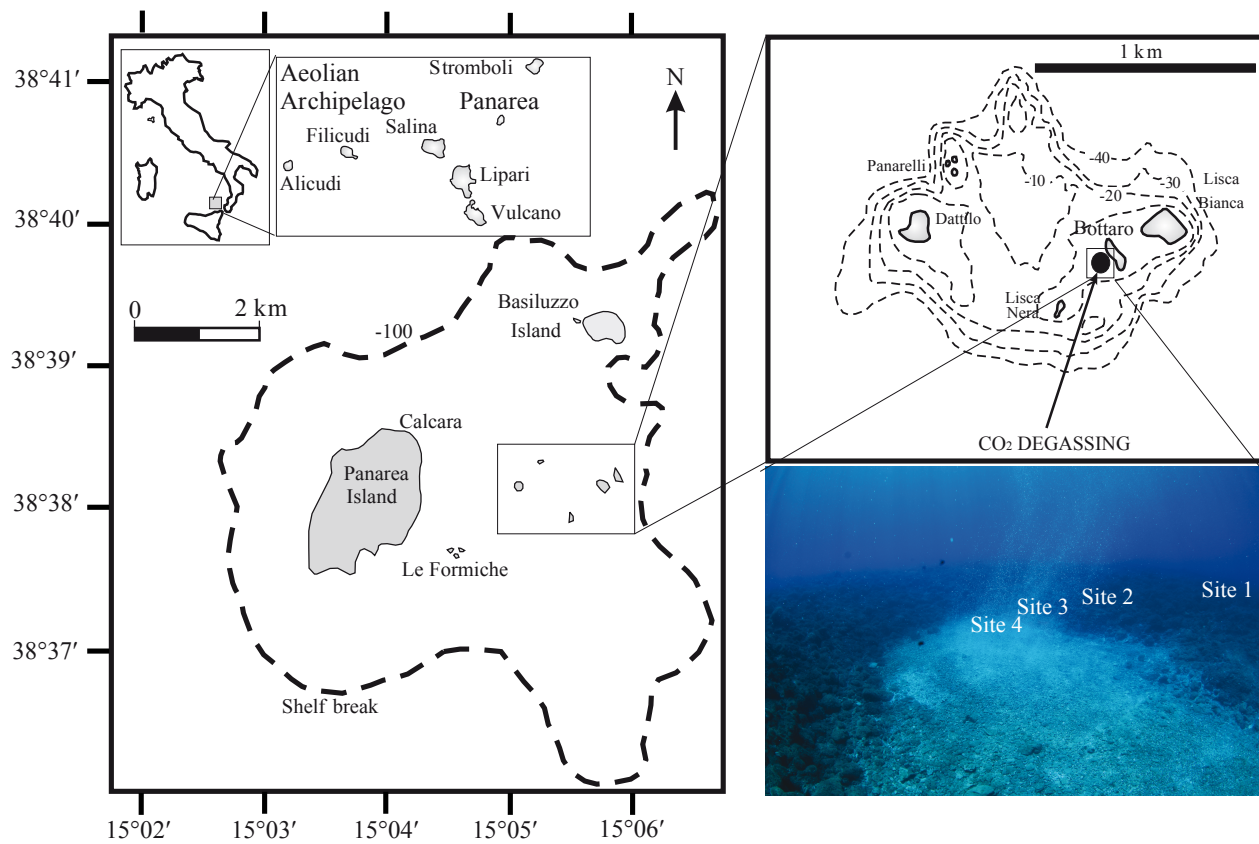 38°41′
38°40′
38°39′
38°38′
38°37′
15°02′
15°03′
15°04′
15°05′
15°06′
Aeolian
Archipelago
Stromboli
Panarea
Filicudi
Salina
Alicudi
Lipari
Vulcano
N
0
2 km
-100
Basiluzzo
Island
Calcara
Panarea
Island
Le Formiche
Shelf break
1 km
Panarelli
-40
-10
-30
-20
Lisca
Bianca
Dattilo
Bottaro
Lisca
Nera
CO₂ DEGASSING
Site 1
Site 2
Site 3
Site 4